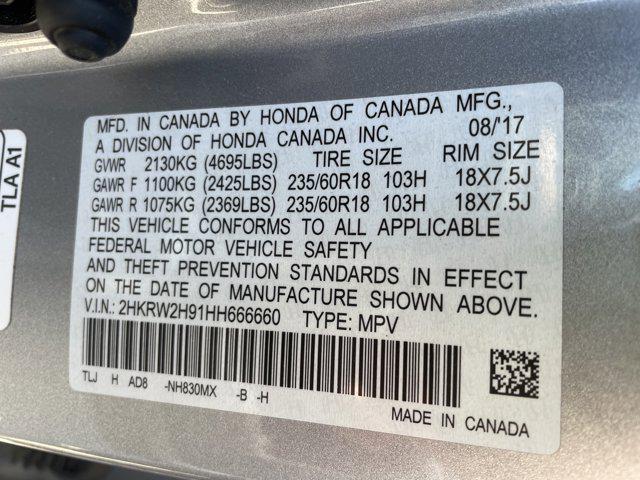 MFD. IN CANADA BY HONDA OF CANADA MFG.,
A DIVISION OF HONDA CANADA INC. 08/'17
GVWR 2130KG (4695LBS) TIRE SIZE RIM SIZE
GAWR F 1100KG (2425LBS) 235/60R18 103H 18X7.5J
GAWR R 1075KG (2369LBS) 235/60R18 103H 18X7.5J
THIS VEHICLE CONFORMS TO ALL APPLICABLE
FEDERAL MOTOR VEHICLE SAFETY
AND THEFT PREVENTION STANDARDS IN EFFECT
ON THE DATE OF MANUFACTURE SHOWN ABOVE.
V.I.N: 2HKRW2H91HH666660 TYPE: MPV
TLJ H AD8 -NH830MX -B -H
MADE IN CANADA
TLA A1